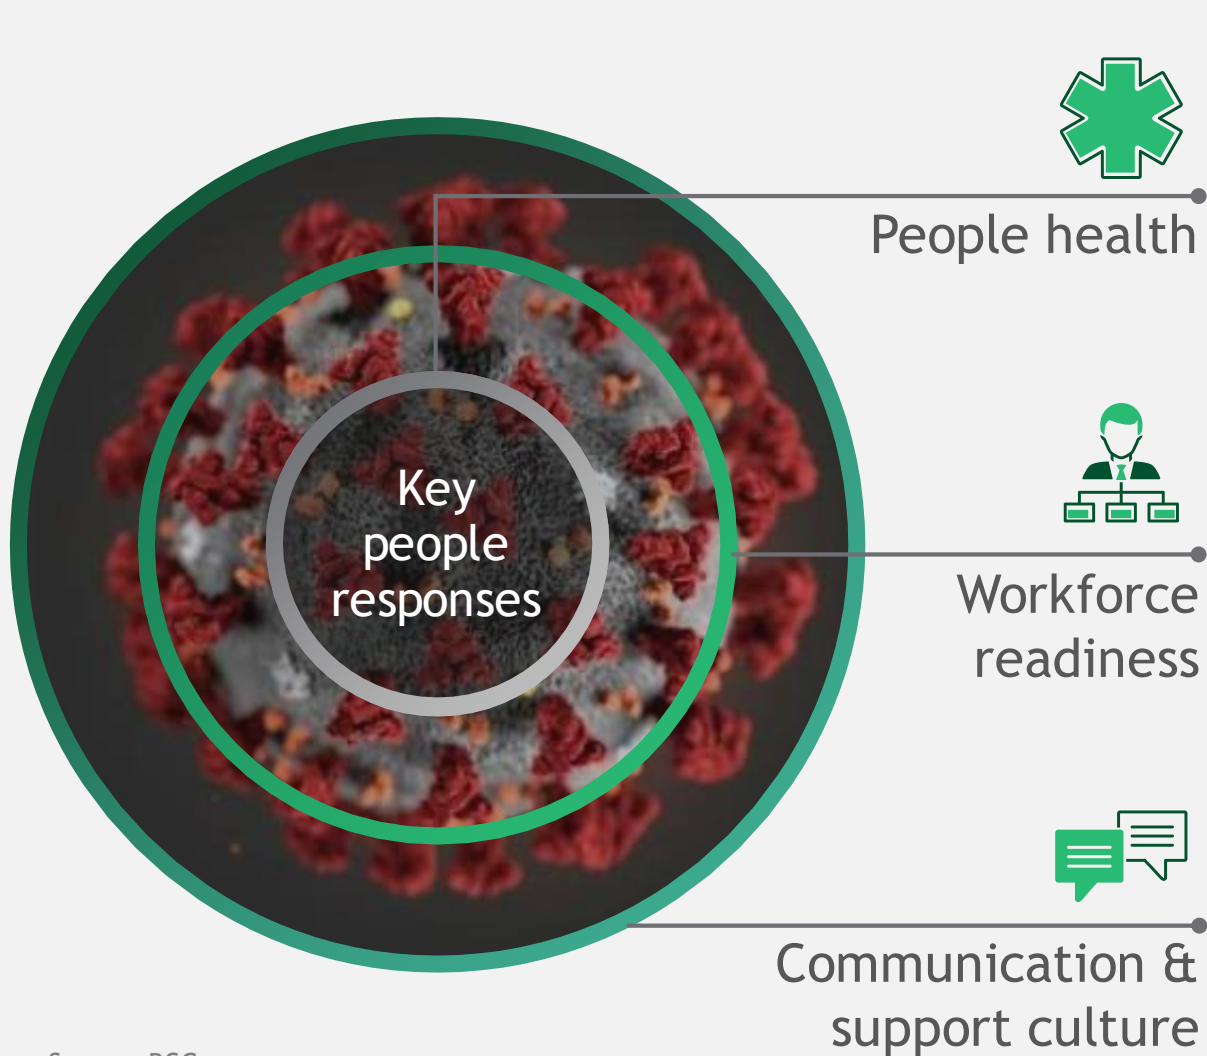 People health
Key
people
responses
Workforce
readiness
Communication &
support culture